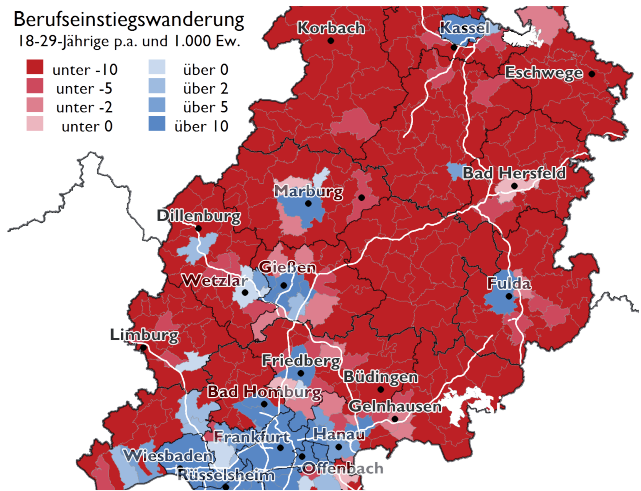 Berufseinstiegswanderung
18-29-Jährige p.a. und 1.000 Ew.
unter -10 über 0
unter -5 über 2
unter -2 über 5
unter 0 über 10
Korbach
Kassel
Eschwege
Bad Hersfeld
Marburg
Dillenburg
Gießen
Wetzlar
Fulda
Limburg
Friedberg
Büdingen
Bad Homburg
Gelnhausen
Frankfurt
Hanau
Wiesbaden
Offenbach
Rüsselsheim